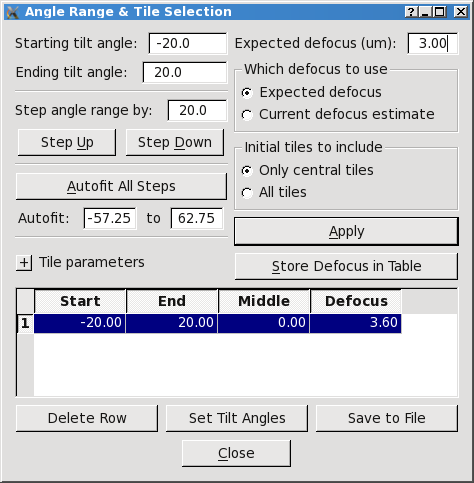 Angle Range & Tile Selection
Starting tilt angle: -20.0
Expected defocus (um): 3.00
Ending tilt angle: 20.0
Which defocus to use
Expected defocus
Current defocus estimate
Step angle range by: 20.0
Step Up Step Down
Initial tiles to include
Only central tiles
All tiles
Autofit All Steps
Autofit: -57.25 to 62.75
Apply
+ Tile parameters
Store Defocus in Table
Start End Middle Defocus
1 -20.00 20.00 0.00 3.60
Delete Row Set Tilt Angles Save to File
Close